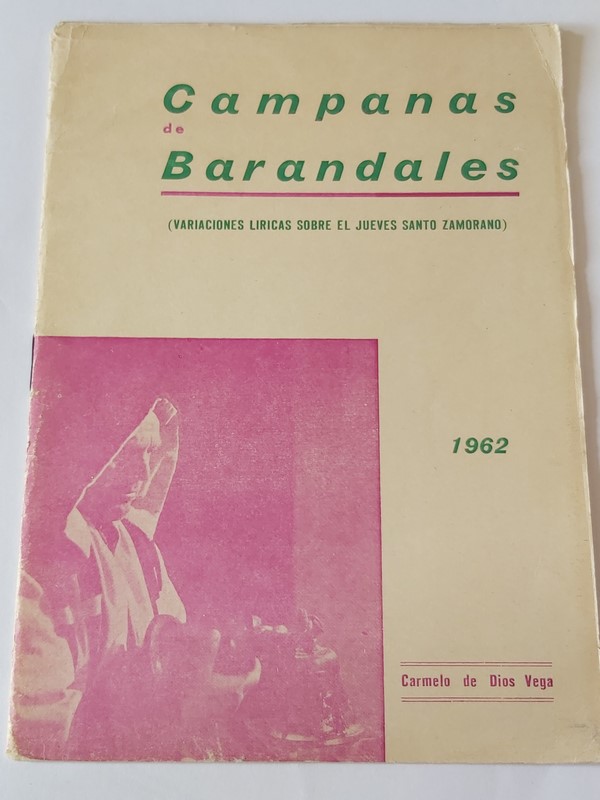 Campanas
de
Barandales
(VARIACIONES LIRICAS SOBRE EL JUEVES SANTO ZAMORANO)
1962
Carmelo de Dios Vega